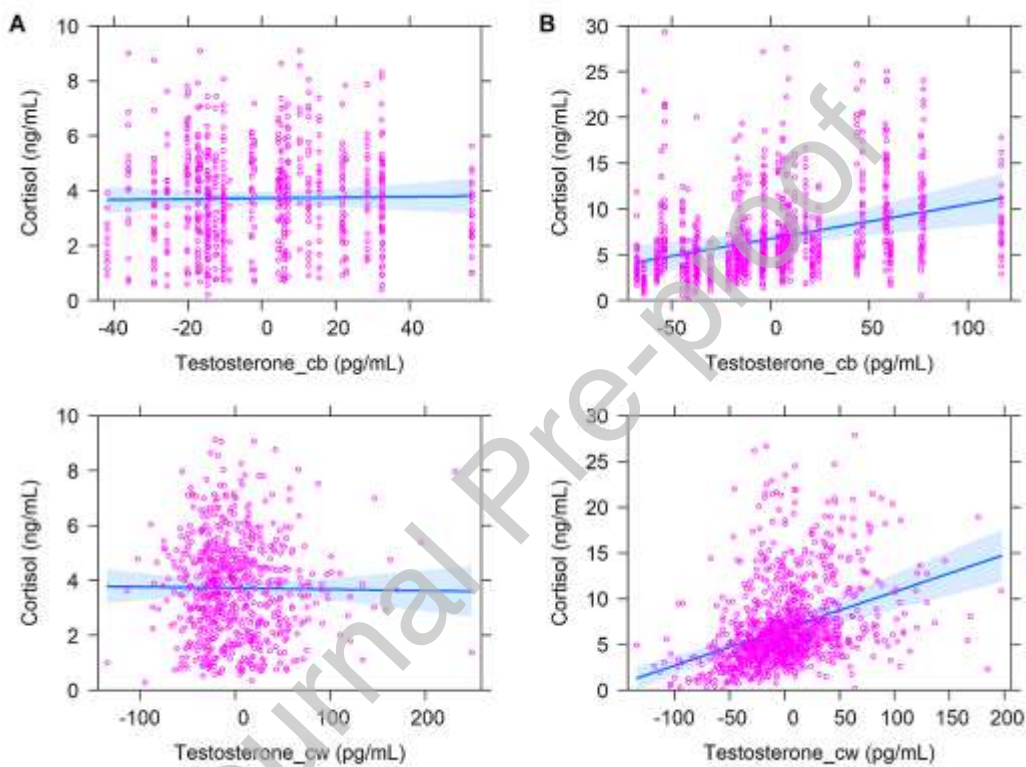 A
B
10
8
6
4
2
0
Cortisol (ng/mL)
-40 -20 0 20 40
Testosterone_cb (pg/mL)
30
25
20
15
10
5
0
Cortisol (ng/mL)
-50 0 50 100
Testosterone_cb (pg/mL)
10
8
6
4
2
0
Cortisol (ng/mL)
-100 0 100 200
Testosterone_cw (pg/mL)
30
25
20
15
10
5
0
Cortisol (ng/mL)
-100 -50 0 50 100 150 200
Testosterone_cw (pg/mL)
Journal Pre-proof